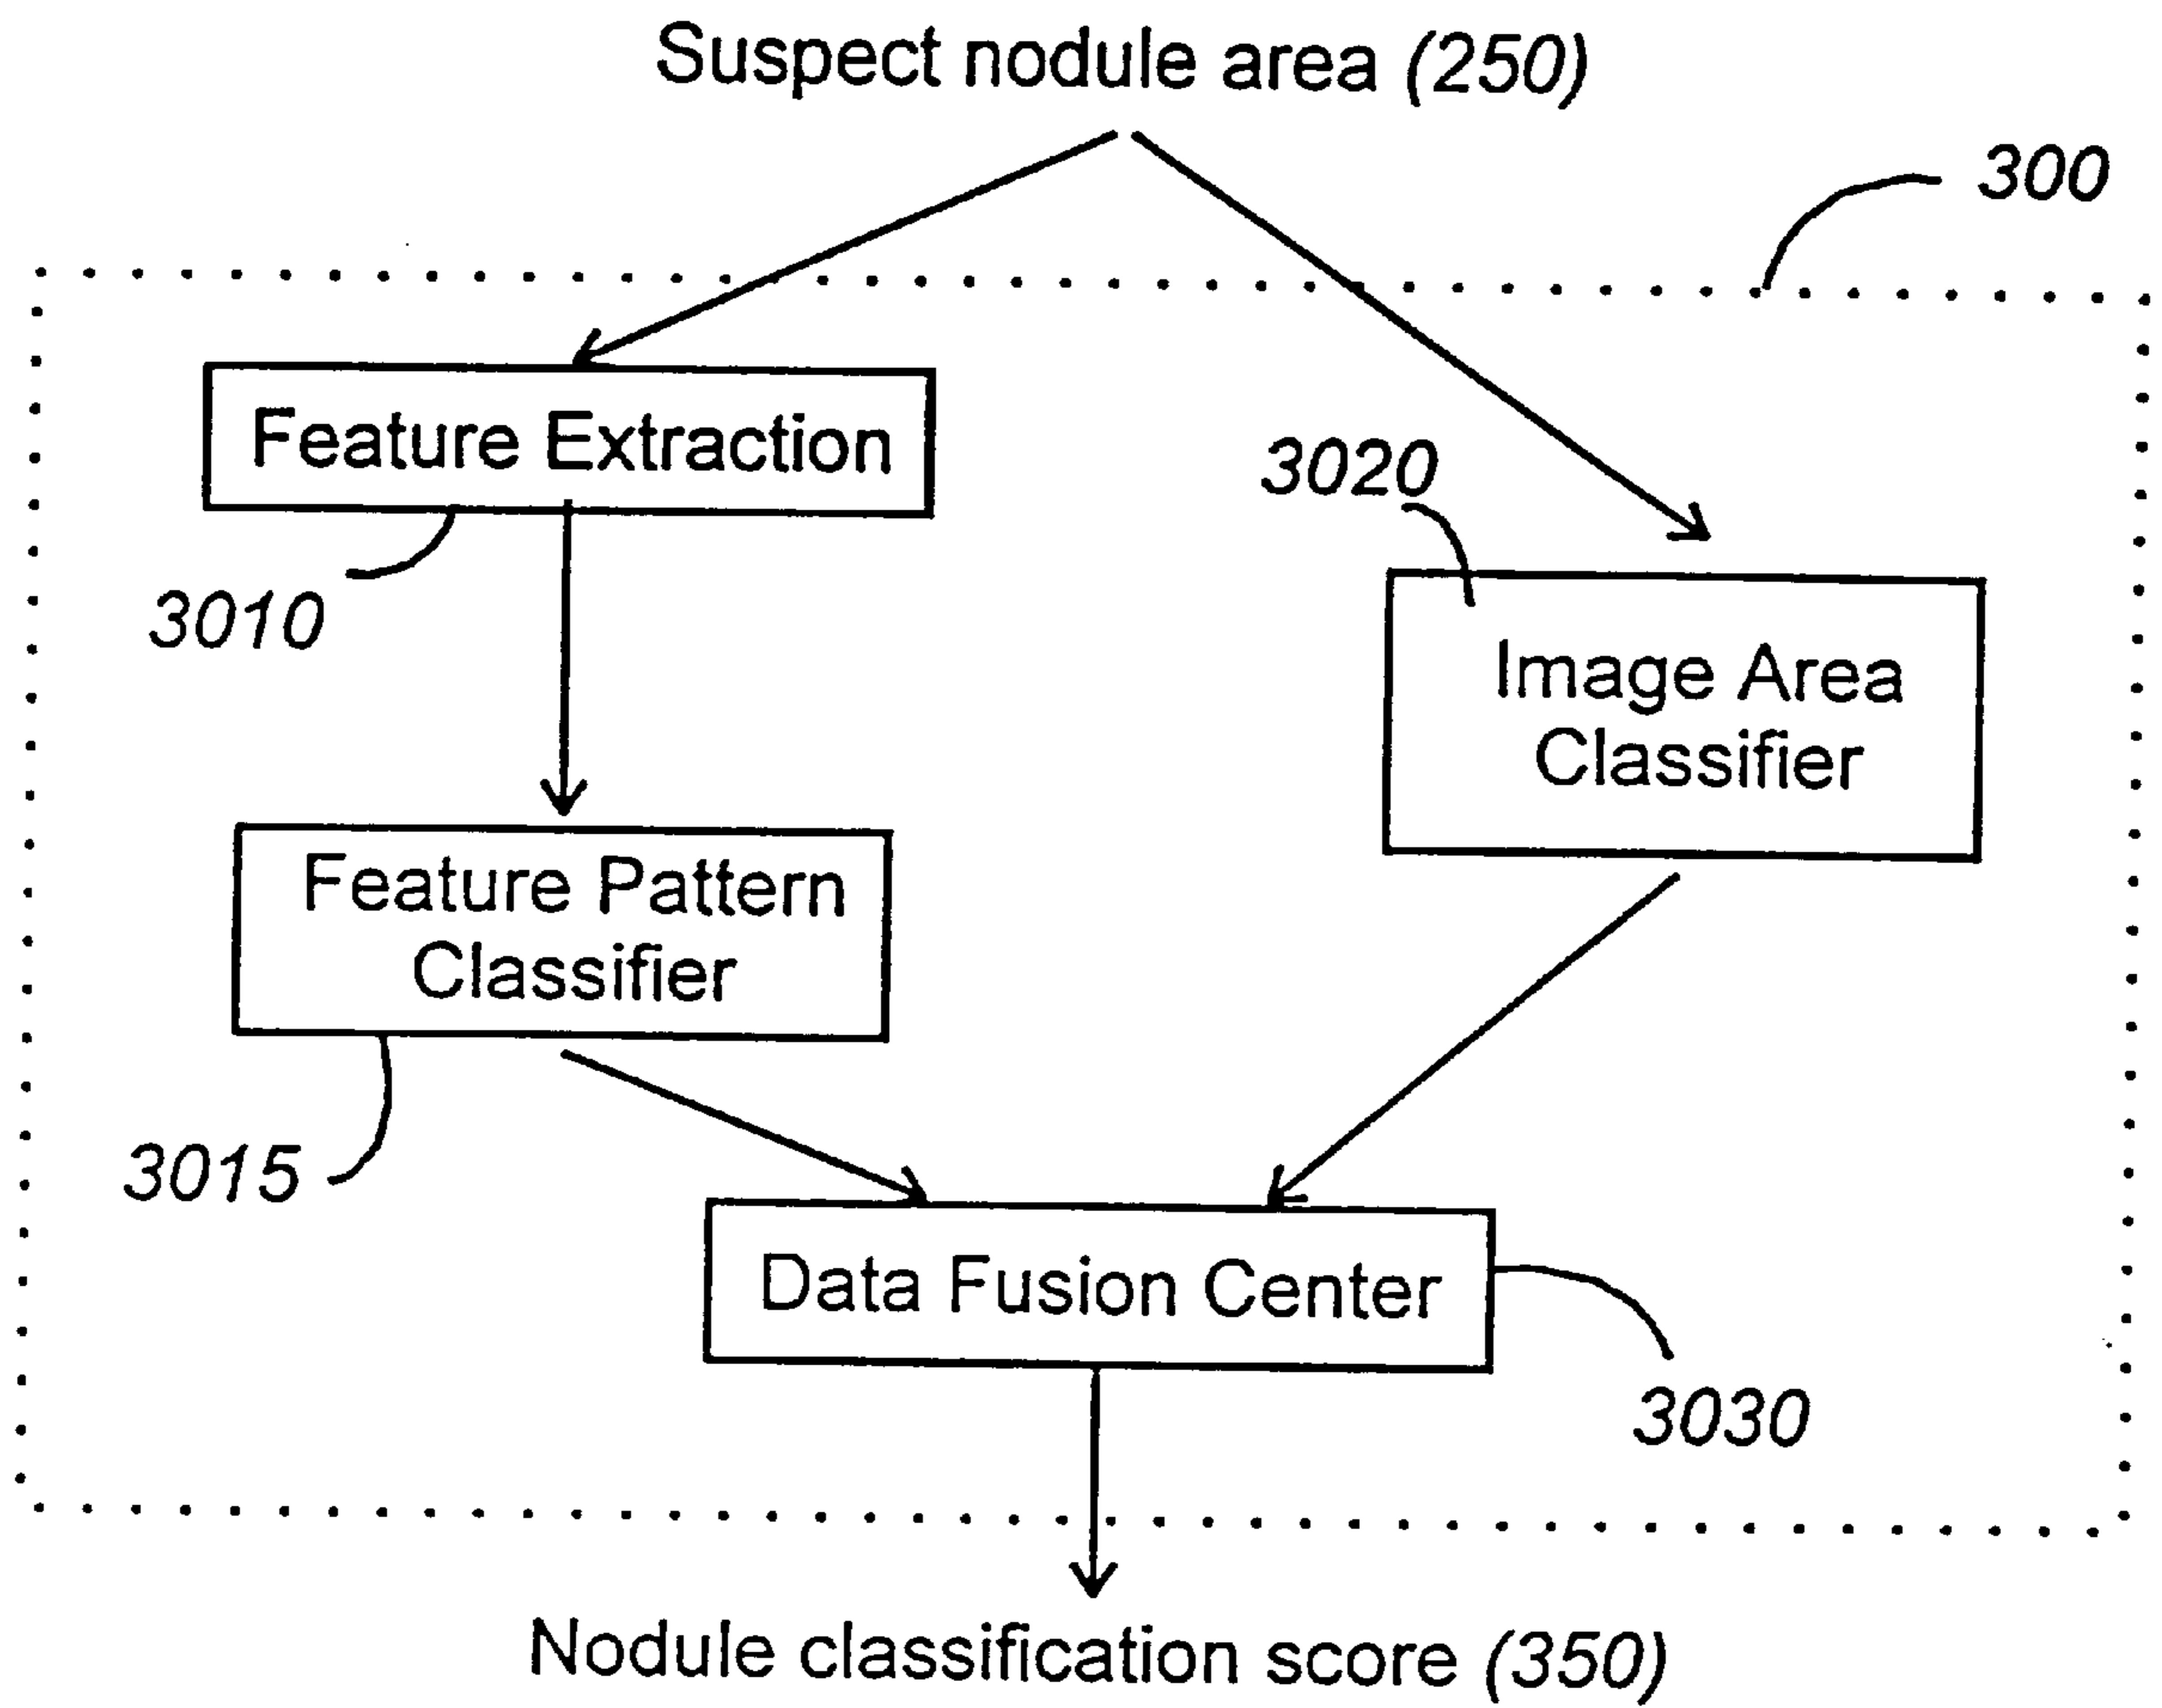 Suspect nodule area (250)
300
Feature Extraction
3020
3010
Image Area
Classifier
Feature Pattern
Classifier
3015
Data Fusion Center
3030
Nodule classification score (350)